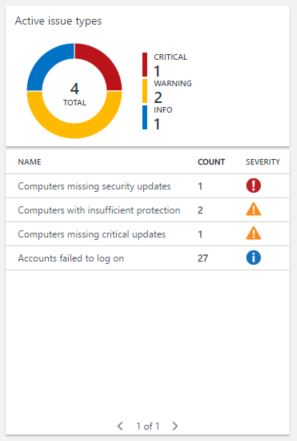 Active issue types
4
TOTAL
CRITICAL
1
WARNING
2
INFO
1
NAME COUNT SEVERITY
Computers missing security updates 1
Computers with insufficient protection 2
Computers missing critical updates 1
Accounts failed to log on 27
1 of 1